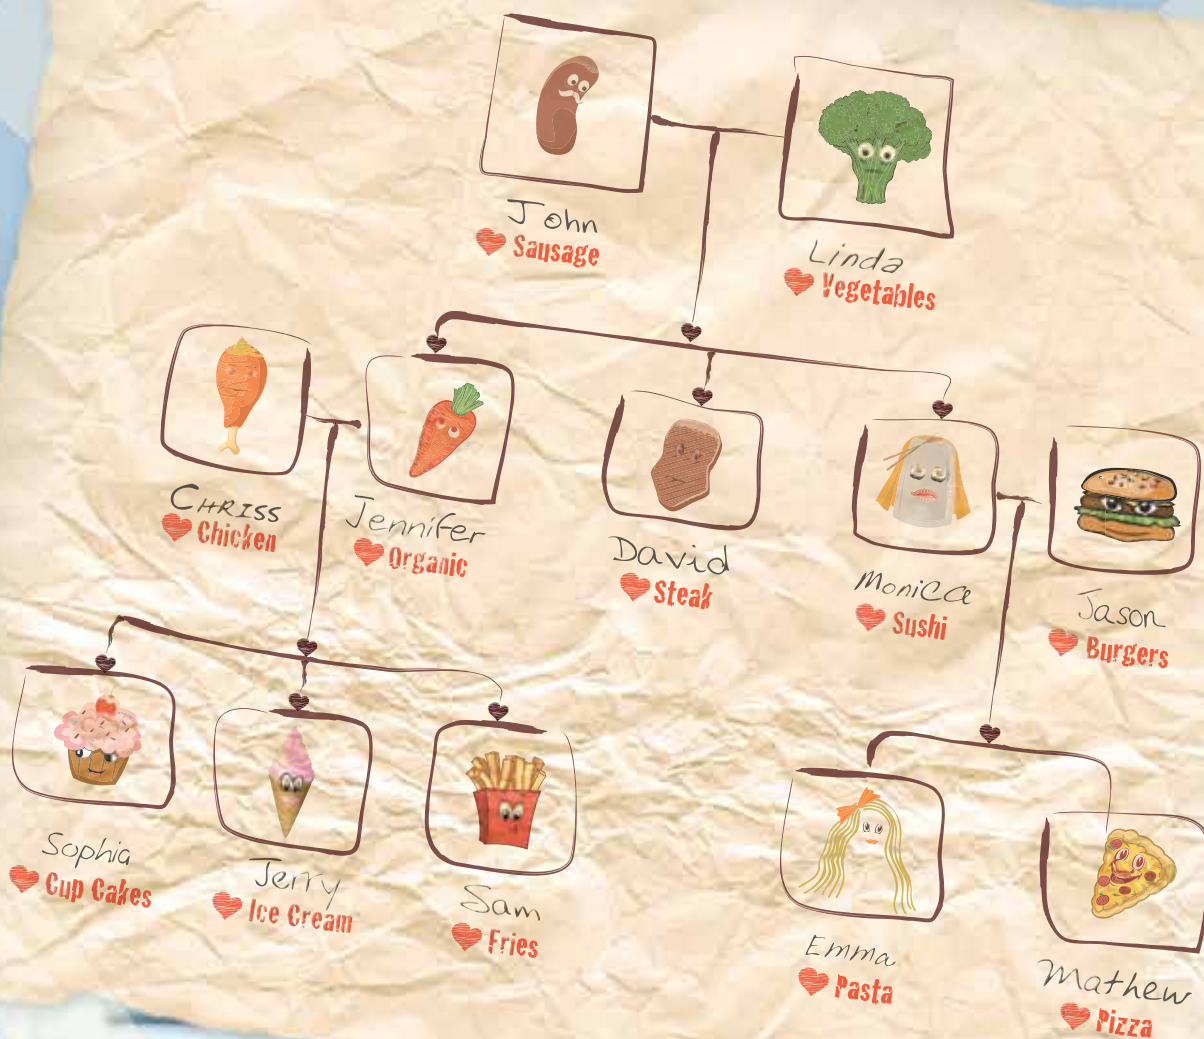 John
Sausage
Linda
Vegetables
CHRISS
Chicken
Jennifer
Organic
David
Steak
Monica
Sushi
Jason
Burgers
Sophia
Cup Cakes
Jerry
Ice Cream
Sam
Fries
Emma
Pasta
Mathew
Pizza